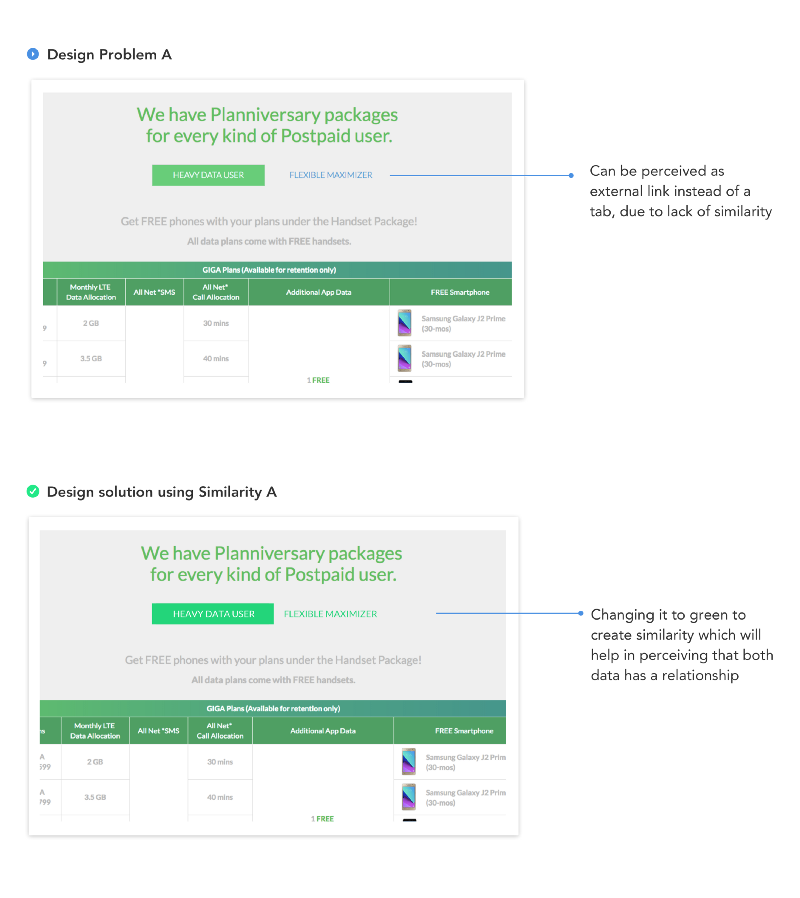 Design Problem A
We have Planniversary packages
for every kind of Postpaid user.
HEAVY DATA USER FLEXIBLE MAXIMIZER
Can be perceived as
external link instead of a
tab, due to lack of similarity
Get FREE phones with your plans under the Handset Package!
All data plans come with FREE handsets.
GIGA Plans (Available for retention only)
Monthly LTE
Data Allocation
All Net *SMS
All Net*
Call Allocation
Additional App Data
FREE Smartphone
9
2 GB
30 mins
Samsung Galaxy J2 Prime
(30-mos)
9
3.5 GB
40 mins
Samsung Galaxy J2 Prime
(30-mos)
1 FREE
Design solution using Similarity A
We have Planniversary packages
for every kind of Postpaid user.
HEAVY DATA USER FLEXIBLE MAXIMIZER
Changing it to green to
create similarity which will
help in perceiving that both
data has a relationship
Get FREE phones with your plans under the Handset Package!
All data plans come with FREE handsets.
GIGA Plans (Available for retention only)
Monthly LTE
Data Allocation
All Net *SMS
All Net*
Call Allocation
Additional App Data
FREE Smartphone
A
2 GB
30 mins
Samsung Galaxy J2 Prim
(30-mos)
A
3.5 GB
40 mins
Samsung Galaxy J2 Prim
(30-mos)
1 FREE